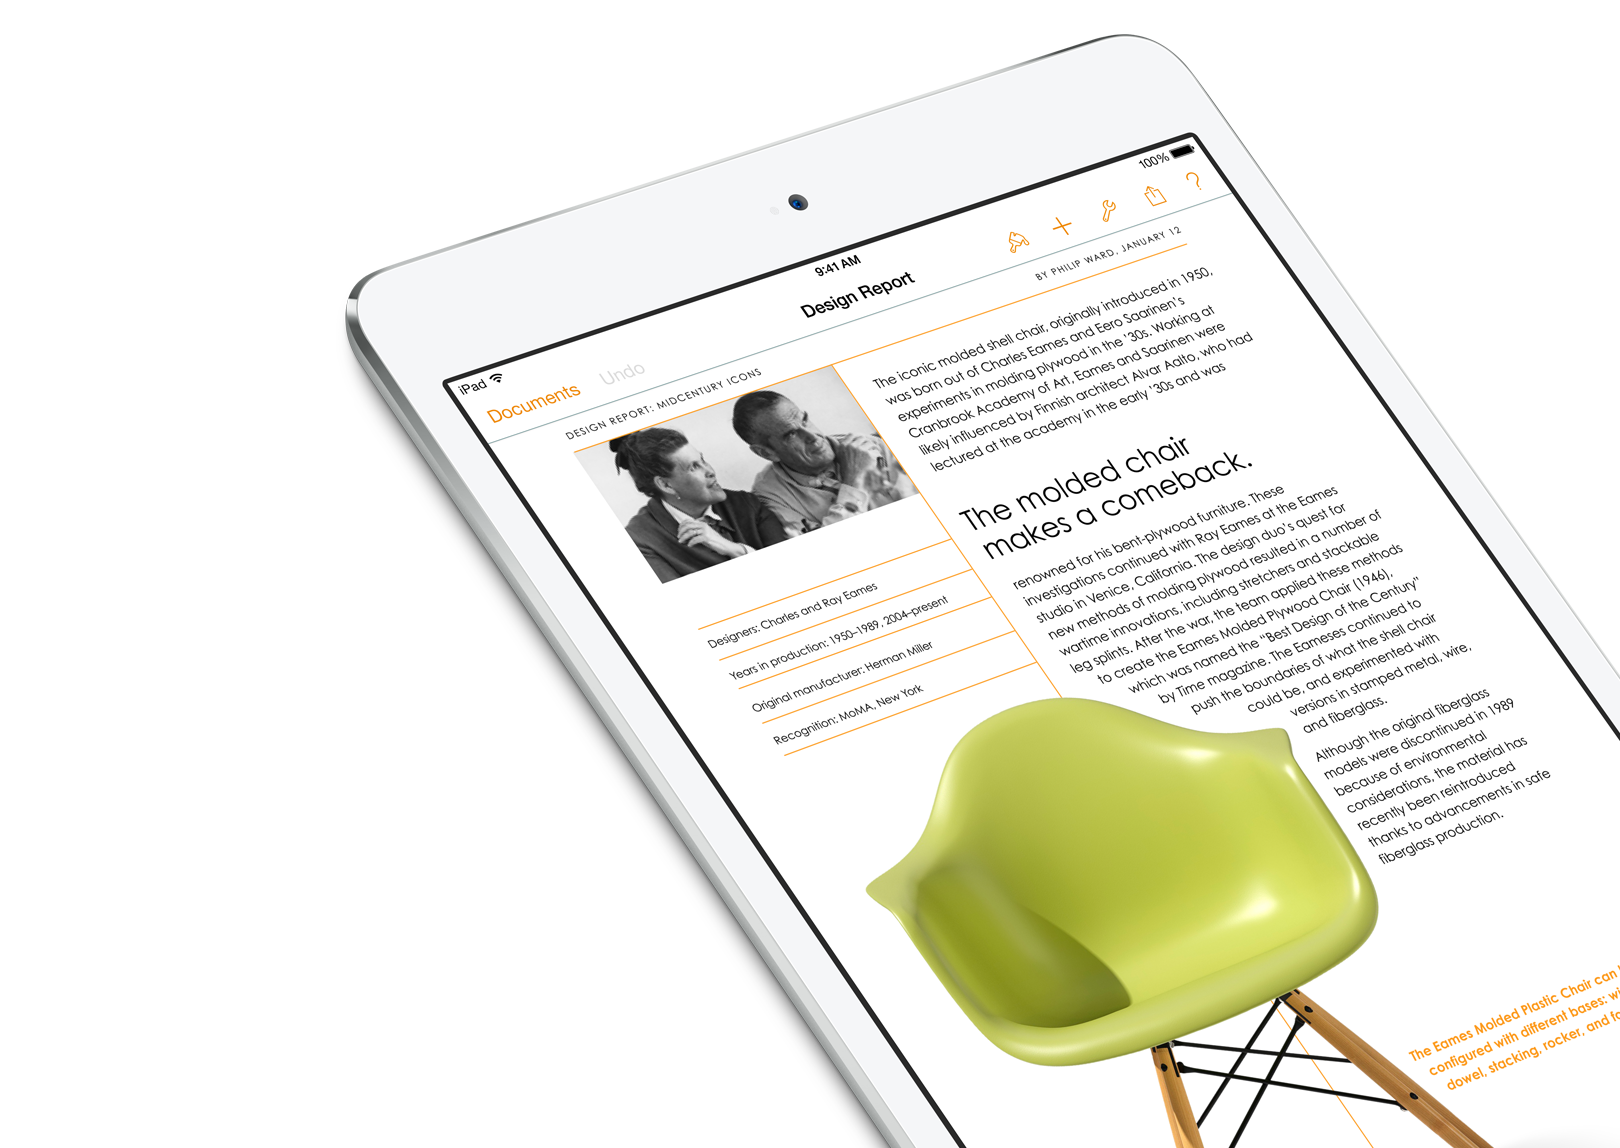 iPad
9:41 AM
100%
Documents
Undo
Design Report
?
DESIGN REPORT: MIDCENTURY ICONS
BY PHILIP WARD, JANUARY 12
Designers: Charles and Ray Eames
Years in production: 1950–1989, 2004–present
Original manufacturer: Herman Miller
Recognition: MoMA, New York
The iconic molded shell chair, originally introduced in 1950,
was born out of Charles Eames and Eero Saarinen's
experiments in molding plywood in the '30s. Working at
Cranbrook Academy of Art, Eames and Saarinen were
likely influenced by Finnish architect Alvar Aalto, who had
lectured at the academy in the early '30s and was
The molded chair
makes a comeback.
renowned for his bent-plywood furniture. These
investigations continued with Ray Eames at the Eames
studio in Venice, California. The design duo's quest for
new methods of molding plywood resulted in a number of
wartime innovations, including stretchers and stackable
leg splints. After the war, the team applied these methods
to create the Eames Molded Plywood Chair (1946),
which was named the "Best Design of the Century"
by Time magazine. The Eameses continued to
push the boundaries of what the shell chair
could be, and experimented with
versions in stamped metal, wire,
and fiberglass.
Although the original fiberglass
models were discontinued in 1989
because of environmental
considerations, the material has
recently been reintroduced
thanks to advancements in safe
fiberglass production.
The Eames Molded Plastic Chair can
configured with different bases:
dowel, stacking, rocker, and